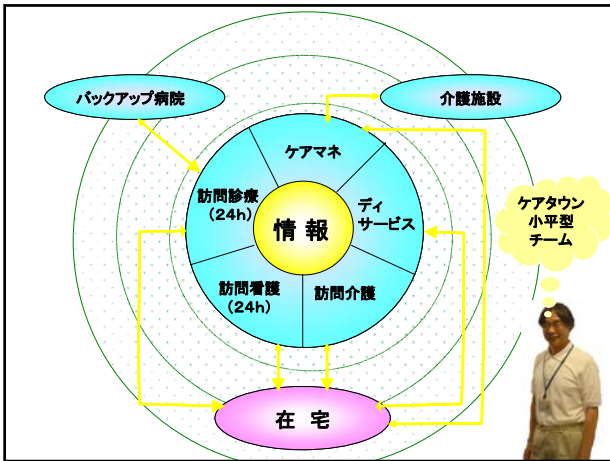 バックアップ病院
介護施設
ケアマネ
訪問診療
(24h)
ディ
サービス
情報
訪問看護
(24h)
訪問介護
在宅
ケアタウン
小平型
チーム